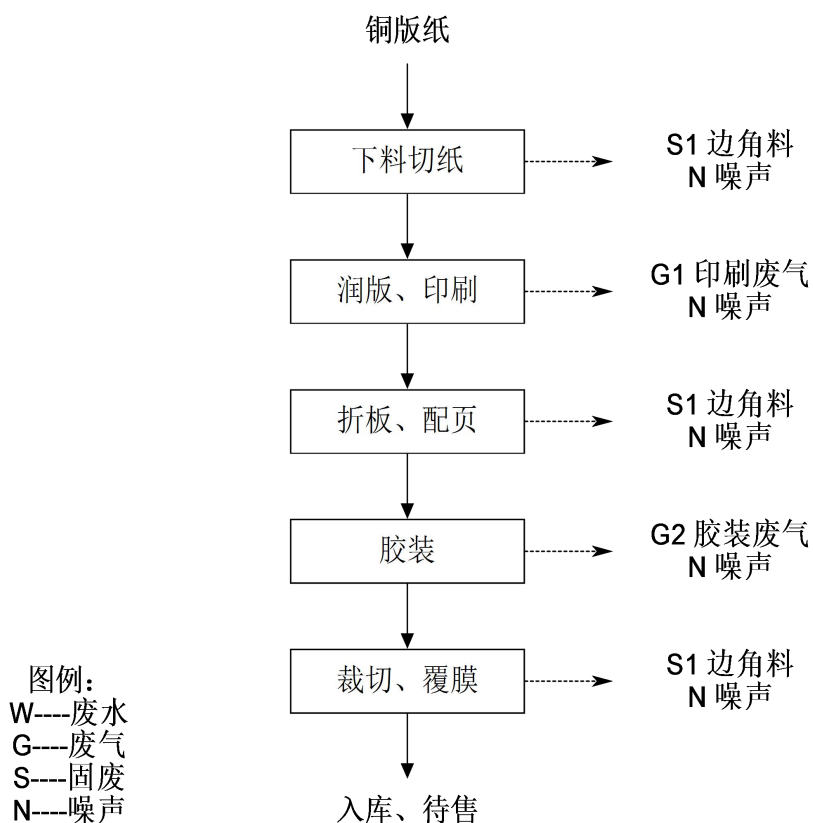 铜版纸
下料切纸
S1 边角料
N 噪声
润版、印刷
G1 印刷废气
N 噪声
折板、配页
S1 边角料
N 噪声
胶装
G2 胶装废气
N 噪声
裁切、覆膜
S1 边角料
N 噪声
图例：
W----废水
G----废气
S----固废
N----噪声
入库、待售